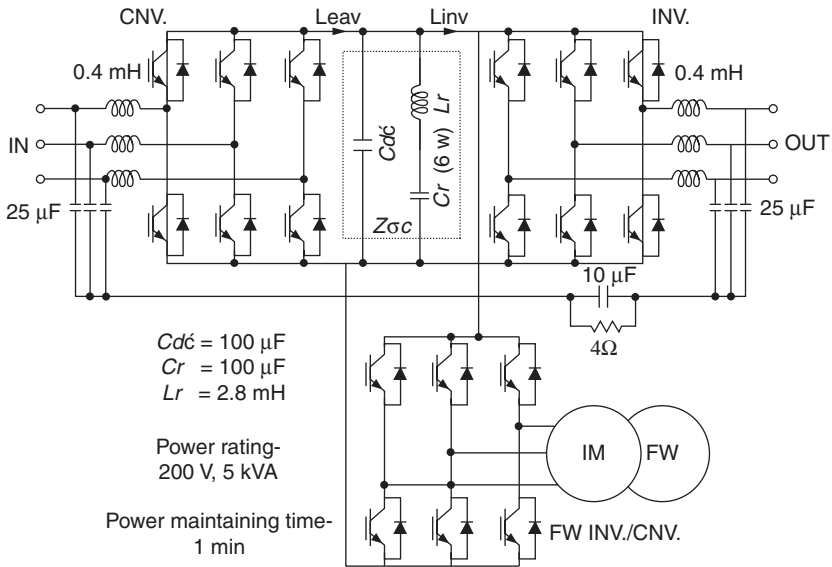 CNV.
Leav
Linv
INV.
0.4 mH
0.4 mH
IN
OUT
Cdć
Cr (6 w) Lr
25 µF
25 µF
Zσc
10 µF
4Ω
Cdć = 100 µF
Cr = 100 µF
Lr = 2.8 mH
Power rating-
200 V, 5 kVA
Power maintaining time-
1 min
IM
FW
FW INV./CNV.